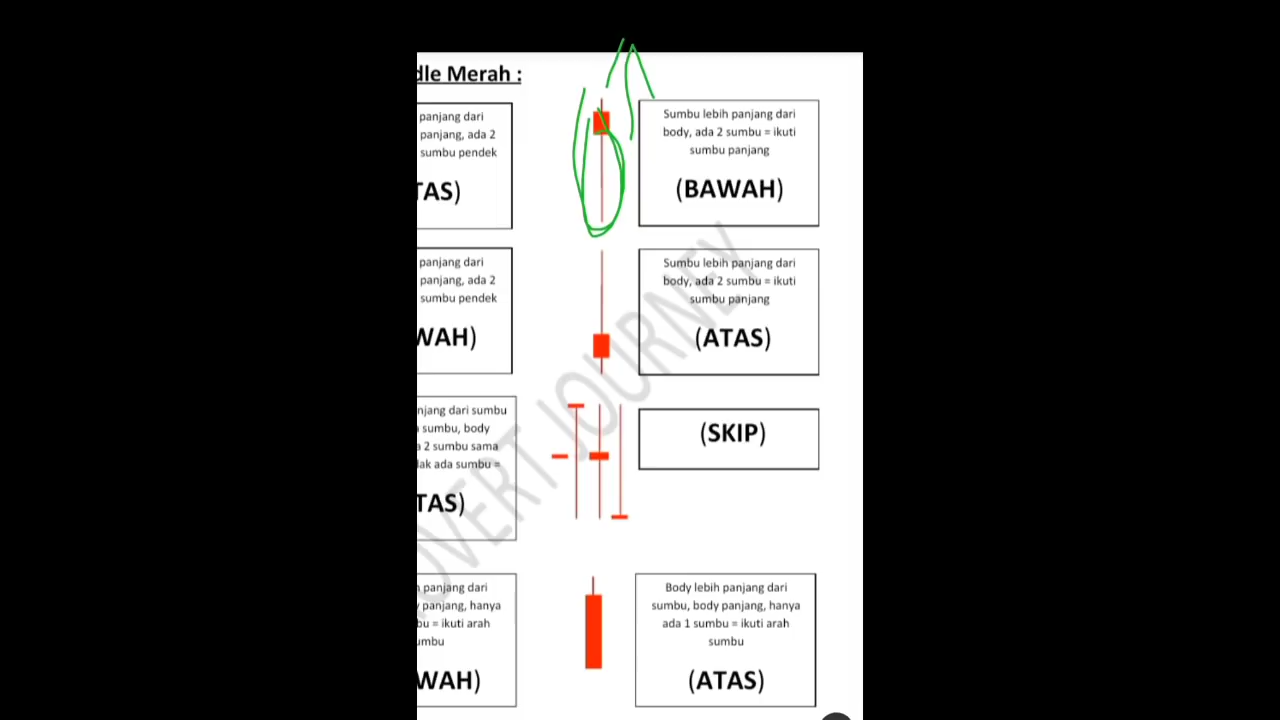 dle Merah :
panjang dari
panjang, ada 2
sumbu pendek
TAS)
Sumbu lebih panjang dari
body, ada 2 sumbu = ikuti
sumbu panjang
(BAWAH)
panjang dari
panjang, ada 2
sumbu pendek
WAH)
Sumbu lebih panjang dari
body, ada 2 sumbu = ikuti
sumbu panjang
(ATAS)
njang dari sumbu
sumbu, body
2 sumbu sama
ak ada sumbu =
TAS)
(SKIP)
panjang dari
panjang, hanya
bu = ikuti arah
umbu
WAH)
Body lebih panjang dari
sumbu, body panjang, hanya
ada 1 sumbu = ikuti arah
sumbu
(ATAS)
OVERT JOURNEY